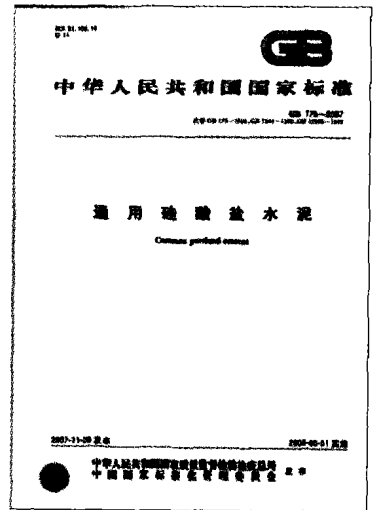 GB
中华人民共和国国家标准
GB 175—2007
通用硅酸盐水泥
Common portland cement
2007-11-09 发布
实施
中华人民共和国国家质量监督检验检疫总局
中国国家标准化管理委员会
发布